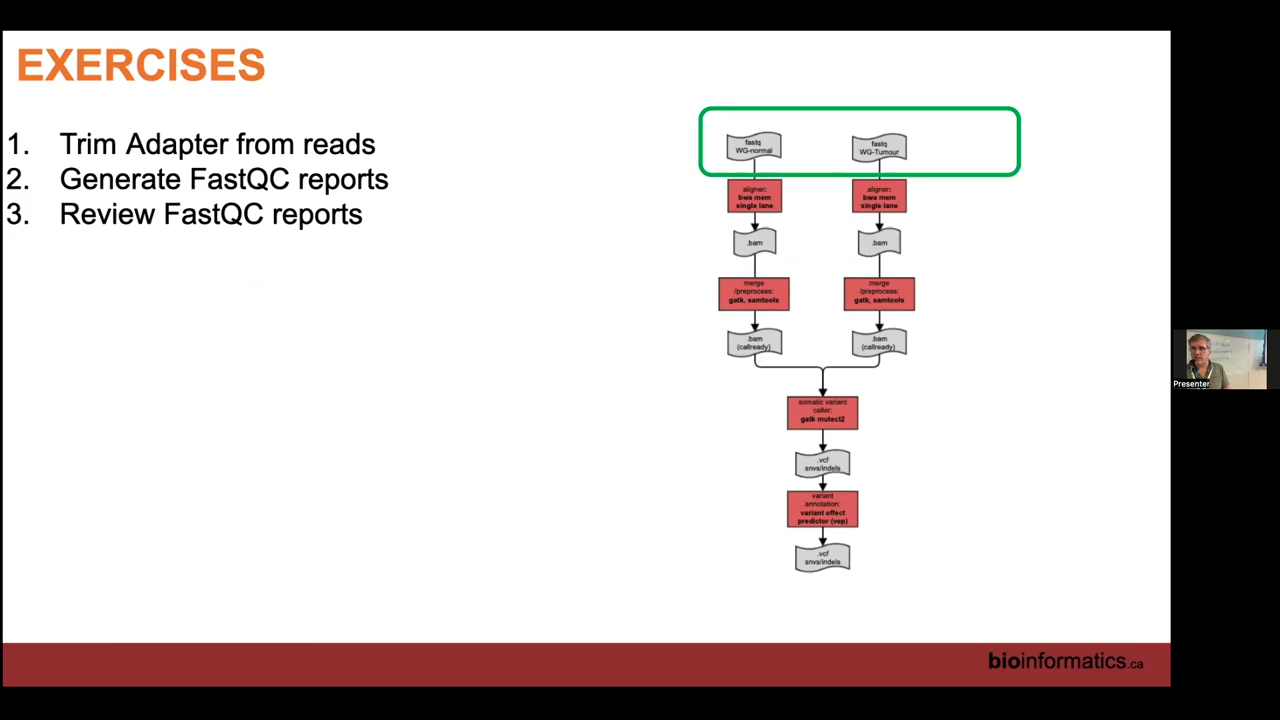 EXERCISES
1. Trim Adapter from reads
2. Generate FastQC reports
3. Review FastQC reports
fastq
WG-normal
fastq
WG-Tumour
aligner:
bwa mem
single lane
aligner:
bwa mem
single lane
.bam
.bam
merge
/preprocess:
gatk, samtools
merge
/preprocess:
gatk, samtools
.bam
(callready)
.bam
(callready)
somatic variant
caller:
gatk mutect2
.vcf
snvs/indels
variant
annotation:
variant effect
predictor (vep)
.vcf
snvs/indels
bioinformatics.ca
Presenter